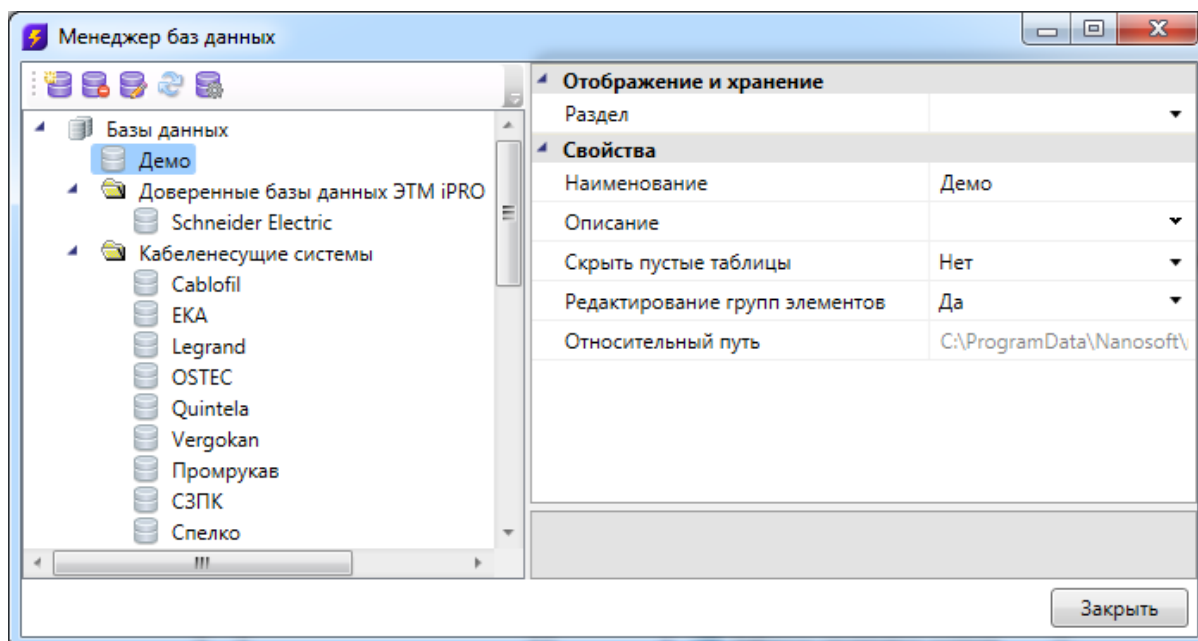 Менеджер баз данных
Базы данных
Демо
Доверенные базы данных ЭТМ iPRO
Schneider Electric
Кабеленесущие системы
Cablofil
EKA
Legrand
OSTEC
Quintela
Vergokan
Промрукав
СЗПК
Спелко
Отображение и хранение
Раздел
Свойства
Наименование Демо
Описание
Скрыть пустые таблицы Нет
Редактирование групп элементов Да
Относительный путь C:\ProgramData\Nanosoft\
Закрыть